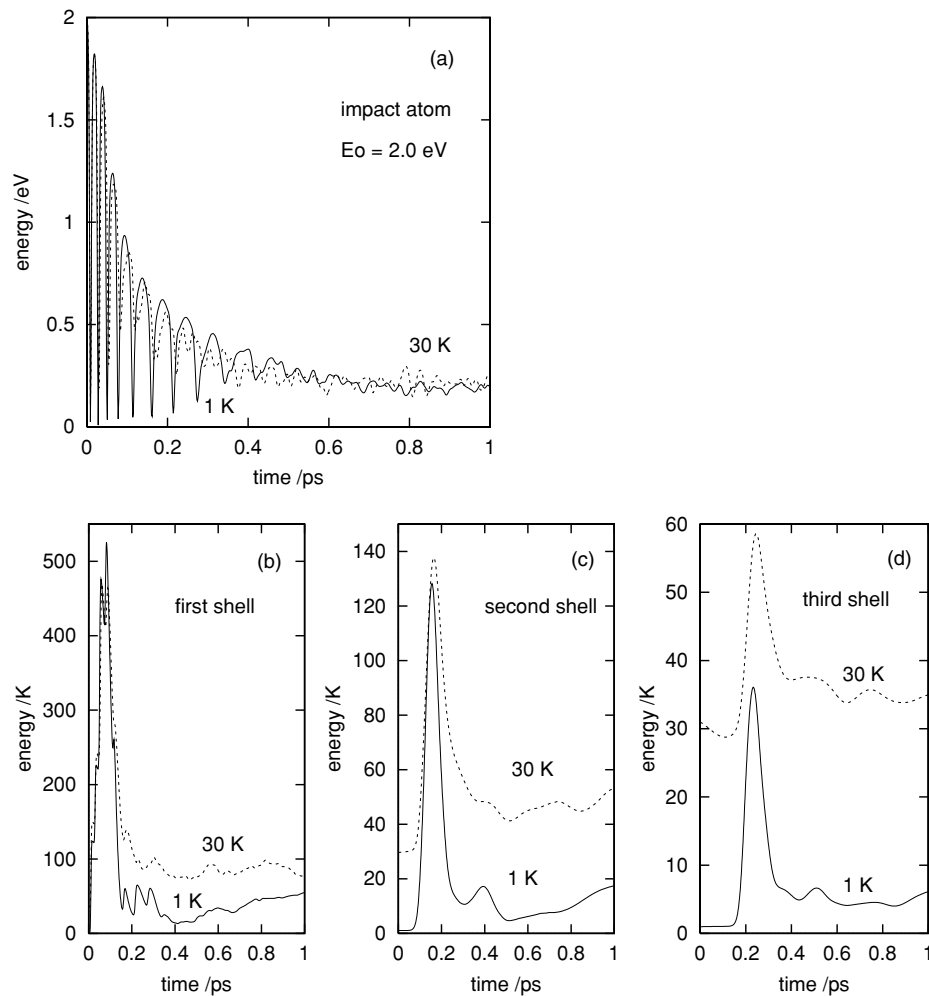 2
1.5
1
0.5
0
energy /eV
(a)
impact atom
Eo = 2.0 eV
30 K
1 K
0 0.2 0.4 0.6 0.8 1
time /ps
500
450
400
350
300
250
200
150
100
50
0
energy /K
(b)
first shell
30 K
1 K
0 0.2 0.4 0.6 0.8 1
time /ps
140
120
100
80
60
40
20
0
energy /K
(c)
second shell
30 K
1 K
0 0.2 0.4 0.6 0.8 1
time /ps
60
50
40
30
20
10
0
energy /K
(d)
third shell
30 K
1 K
0 0.2 0.4 0.6 0.8 1
time /ps